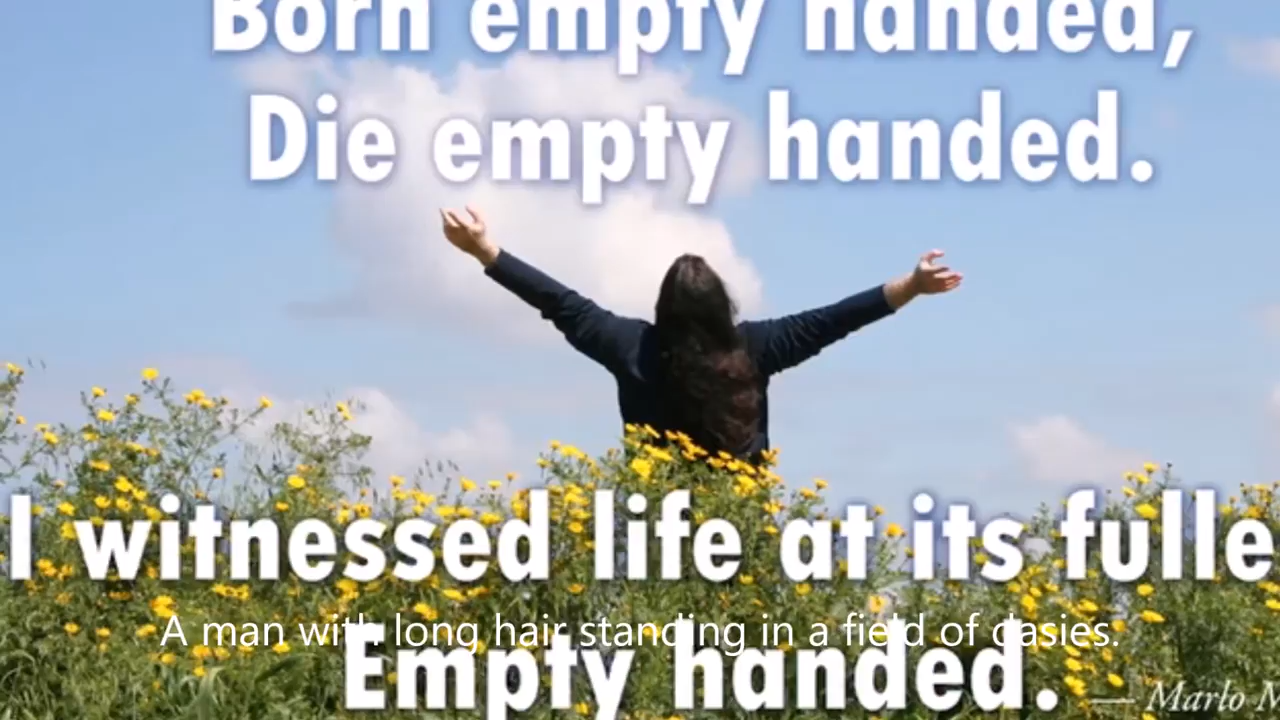 Born empty handed,
Die empty handed.
I witnessed life at its fulle
A man with long hair standing in a field of dasies.
Empty handed.
— Marlo M